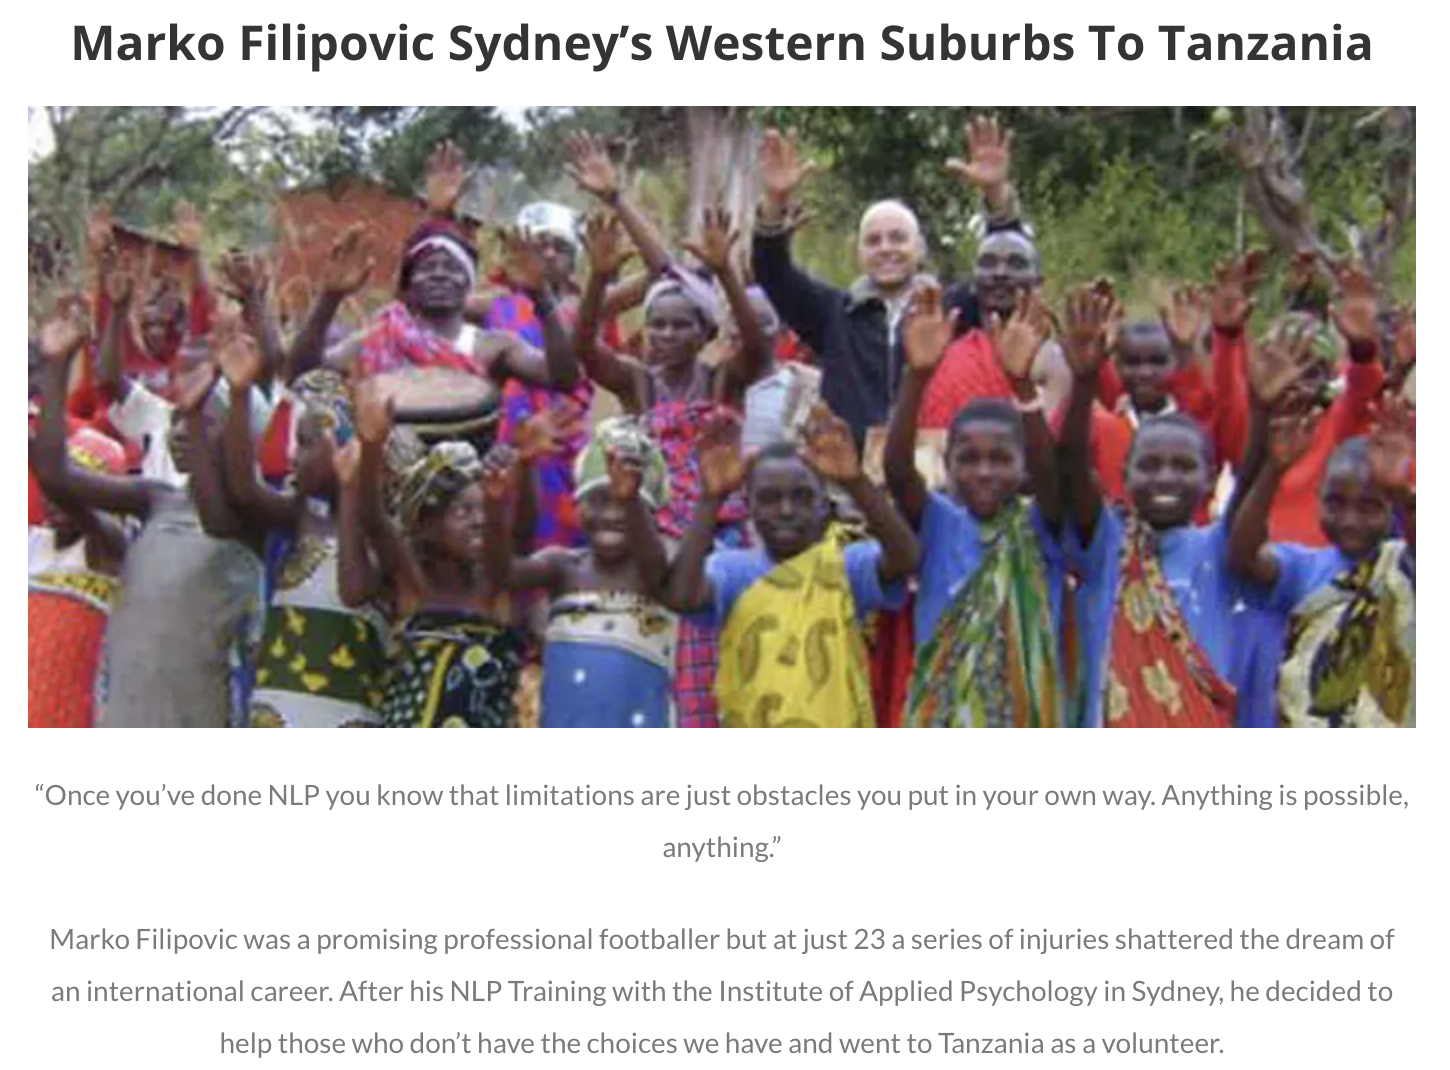 Marko Filipovic Sydney’s Western Suburbs To Tanzania
“Once you’ve done NLP you know that limitations are just obstacles you put in your own way. Anything is possible,
anything.”
Marko Filipovic was a promising professional footballer but at just 23 a series of injuries shattered the dream of
an international career. After his NLP Training with the Institute of Applied Psychology in Sydney, he decided to
help those who don’t have the choices we have and went to Tanzania as a volunteer.